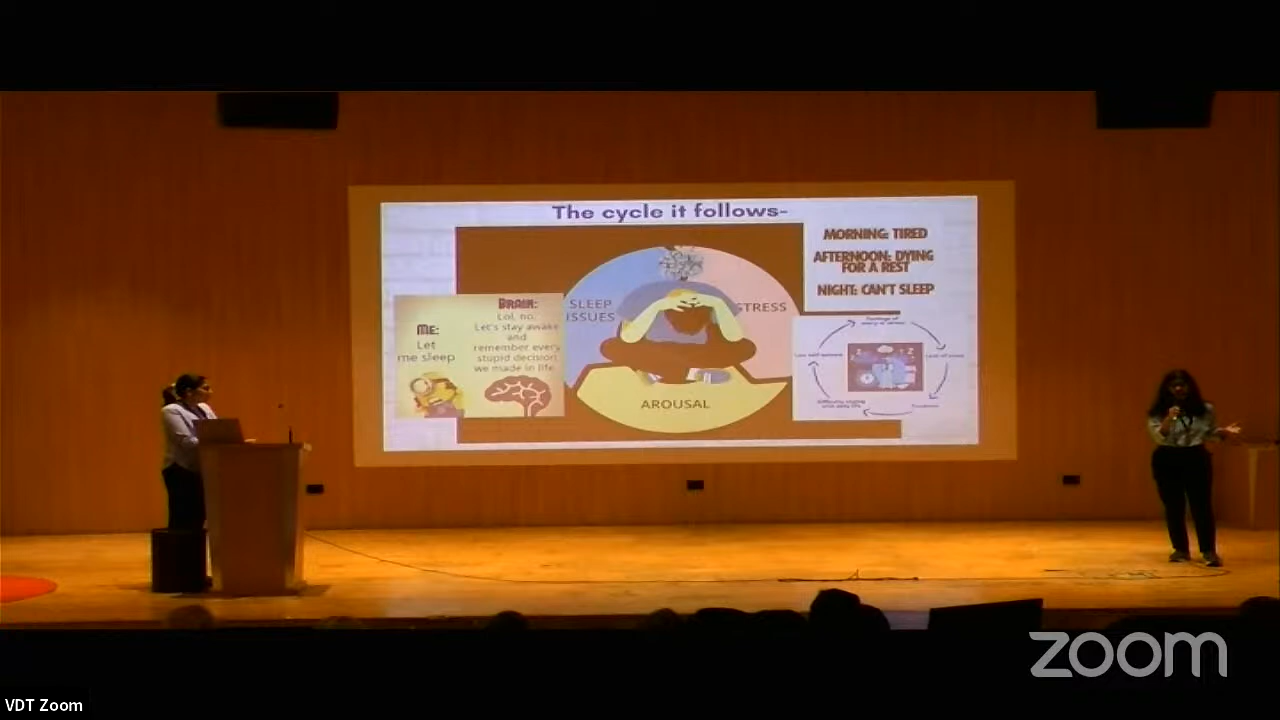 The cycle it follows-
MORNING: TIRED
AFTERNOON: DYING
FOR A REST
NIGHT: CAN'T SLEEP
SLEEP
ISSUES
STRESS
AROUSAL
ME:
Let
me sleep
BRAIN:
Lol, no.
Let's stay awake
and
remember every
stupid decision
we made in life.
zoom
VDT Zoom